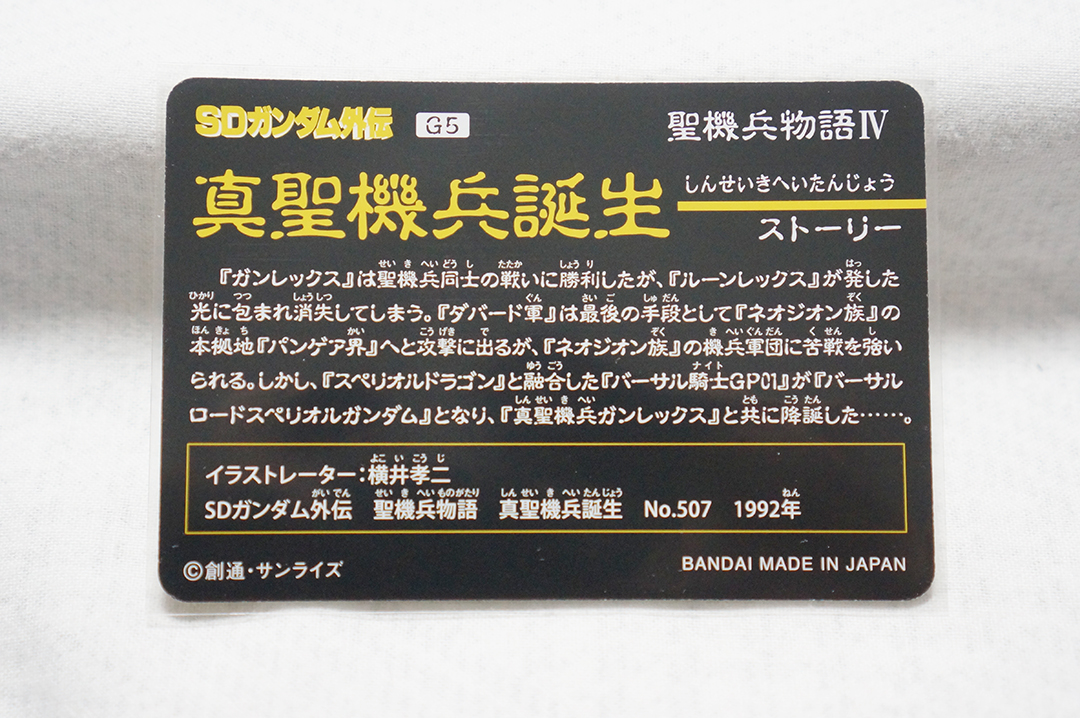 SDガンダム外伝 G5 聖機兵物語Ⅳ
真聖機兵誕生 しんせいきへいたんじょう
ストーリー
『ガンレックス』は聖機兵同士の戦いに勝利したが、『ルーンレックス』が発した
光に包まれ消失してしまう。『ダバード軍』は最後の手段として『ネオジオン族』の
本拠地『パンゲア界』へと攻撃に出るが、『ネオジオン族』の機兵軍団に苦戦を強い
られる。しかし、『スペリオルドラゴン』と融合した『バーサル騎士GP01』が『バーサル
ロードスペリオルガンダム』となり、『真聖機兵ガンレックス』と共に降誕した……。
イラストレーター：横井孝二
SDガンダム外伝 聖機兵物語 真聖機兵誕生 No.507 1992年
©創通・サンライズ BANDAI MADE IN JAPAN